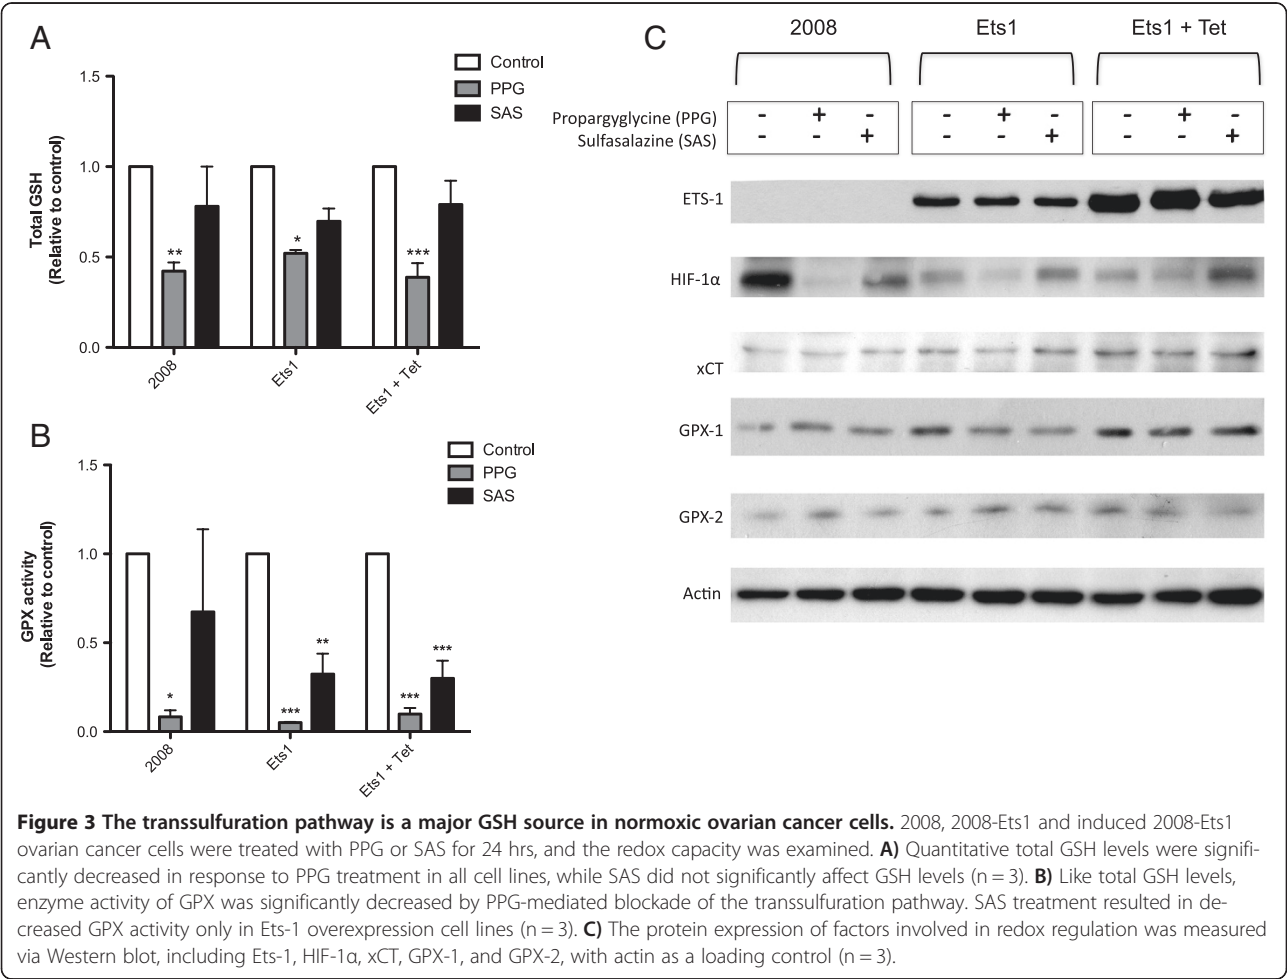 A
Control
PPG
SAS
1.5
1.0
0.5
0.0
Total GSH
(Relative to control)
**
*
***
2008
Ets1
Ets1 + Tet
B
Control
PPG
SAS
1.5
1.0
0.5
0.0
GPX activity
(Relative to control)
*
***
**
***
***
2008
Ets1
Ets1 + Tet
C
2008 Ets1 Ets1 + Tet
Propargyglycine (PPG) - + - - + - - + -
Sulfasalazine (SAS) - - + - - + - - +
ETS-1
HIF-1α
xCT
GPX-1
GPX-2
Actin
Figure 3 The transsulfuration pathway is a major GSH source in normoxic ovarian cancer cells. 2008, 2008-Ets1 and induced 2008-Ets1
ovarian cancer cells were treated with PPG or SAS for 24 hrs, and the redox capacity was examined. A) Quantitative total GSH levels were signifi-
cantly decreased in response to PPG treatment in all cell lines, while SAS did not significantly affect GSH levels (n = 3). B) Like total GSH levels,
enzyme activity of GPX was significantly decreased by PPG-mediated blockade of the transsulfuration pathway. SAS treatment resulted in de-
creased GPX activity only in Ets-1 overexpression cell lines (n = 3). C) The protein expression of factors involved in redox regulation was measured
via Western blot, including Ets-1, HIF-1α, xCT, GPX-1, and GPX-2, with actin as a loading control (n = 3).